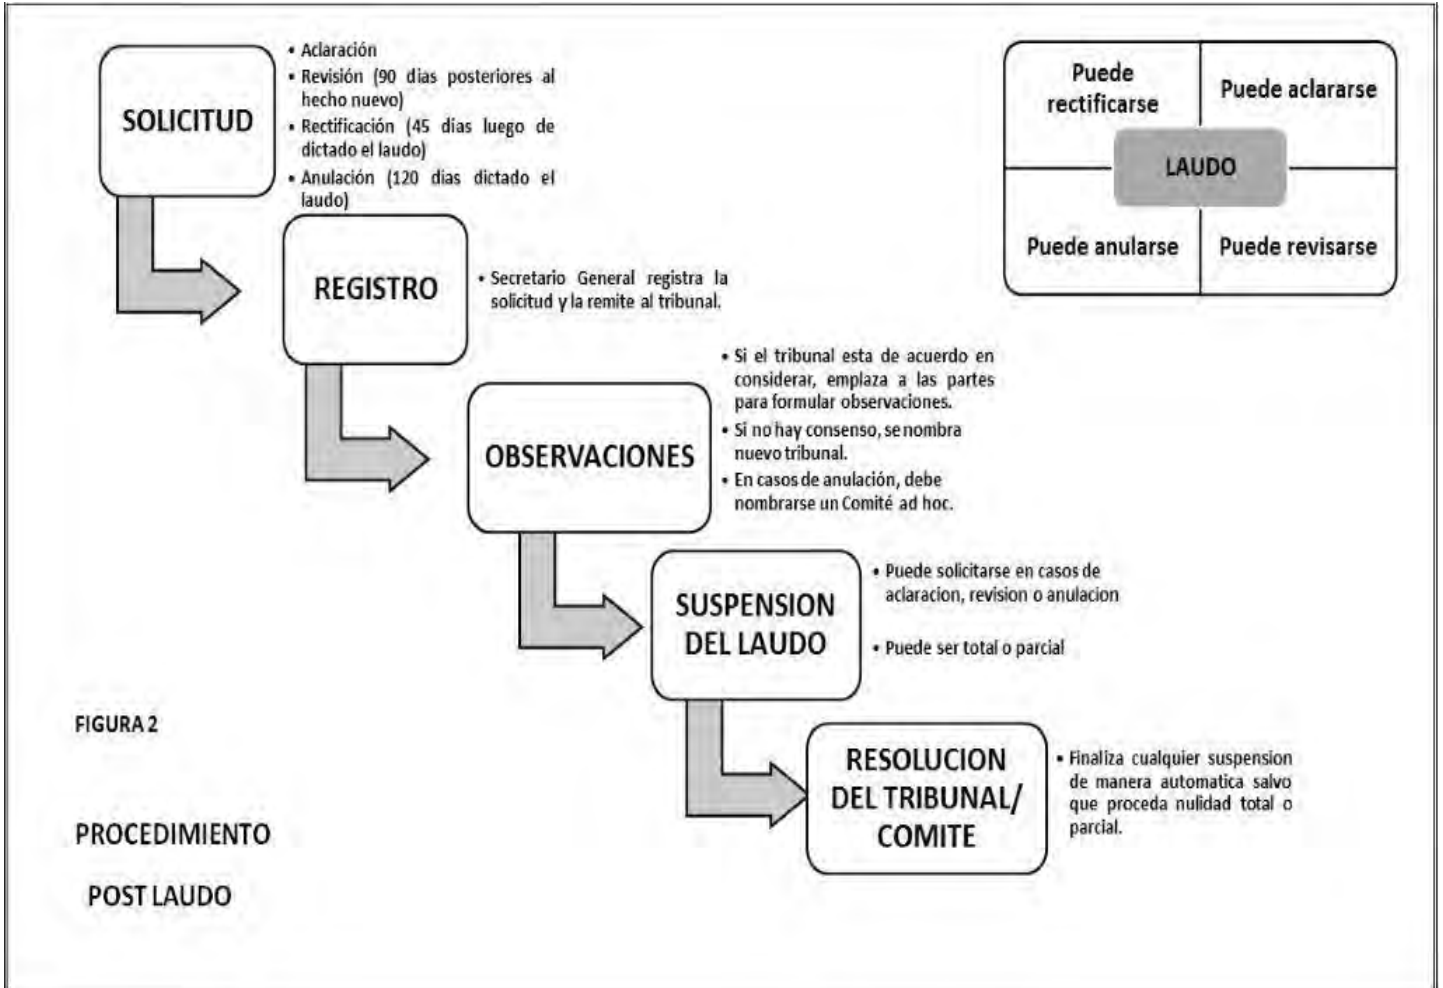 SOLICITUD
• Aclaración
• Revisión (90 dias posteriores al
hecho nuevo)
• Rectificación (45 dias luego de
dictado el laudo)
• Anulación (120 dias dictado el
laudo)
Puede
rectificarse
Puede aclararse
LAUDO
Puede anularse
Puede revisarse
REGISTRO
• Secretario General registra la
solicitud y la remite al tribunal.
OBSERVACIONES
• Si el tribunal esta de acuerdo en
considerar, emplaza a las partes
para formular observaciones.
• Si no hay consenso, se nombra
nuevo tribunal.
• En casos de anulación, debe
nombrarse un Comité ad hoc.
SUSPENSION
DEL LAUDO
• Puede solicitarse en casos de
aclaracion, revision o anulacion
• Puede ser total o parcial
RESOLUCION
DEL TRIBUNAL/
COMITE
• Finaliza cualquier suspension
de manera automatica salvo
que proceda nulidad total o
parcial.
FIGURA 2
PROCEDIMIENTO
POST LAUDO